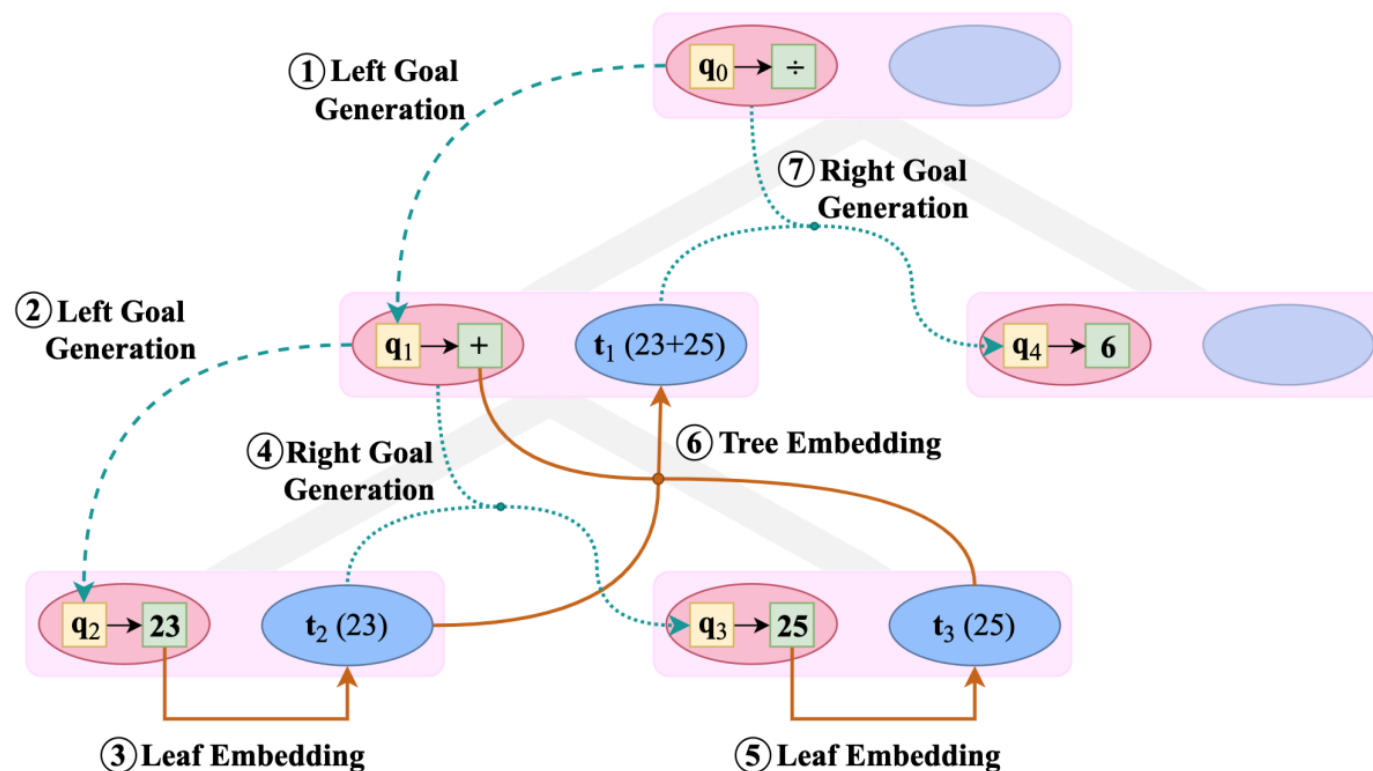 ① Left Goal
Generation
q₀ → ÷
⑦ Right Goal
Generation
② Left Goal
Generation
q₁ → +
t₁ (23+25)
q₄ → 6
④ Right Goal
Generation
⑥ Tree Embedding
q₂ → 23
t₂ (23)
q₃ → 25
t₃ (25)
③ Leaf Embedding
⑤ Leaf Embedding